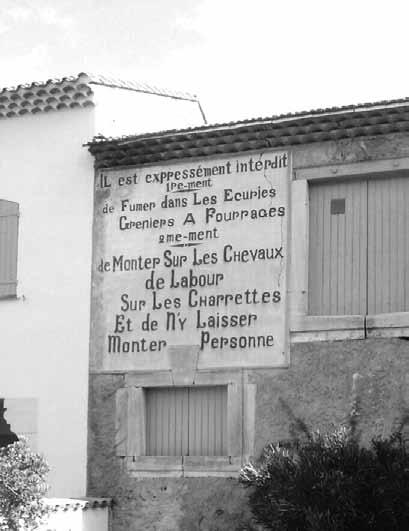 IL est expressément interdit
1re-ment
de Fumer dans Les Ecuries
Greniers A Fourrages
2me-ment
de Monter Sur Les Chevaux
de Labour
Sur Les Charrettes
Et de N'y Laisser
Monter Personne